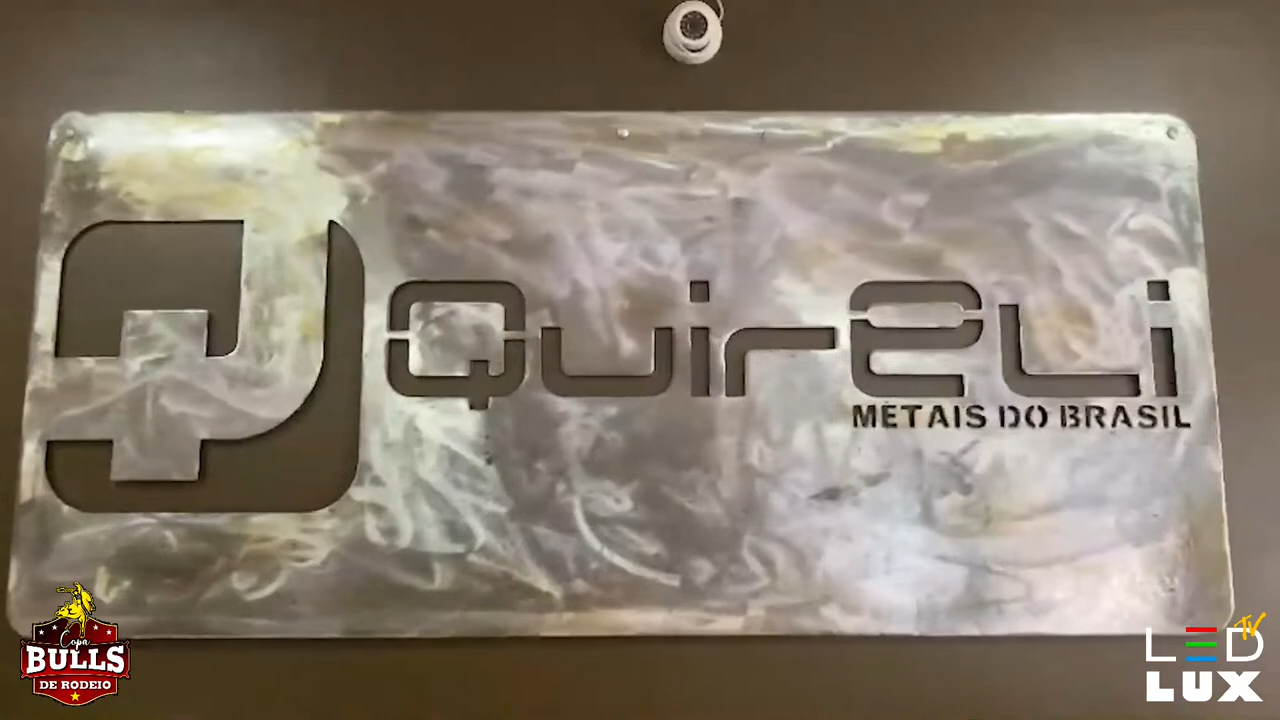 QuirELi
METAIS DO BRASIL
Copa
BULLS
DE RODEIO
LED TV
LUX